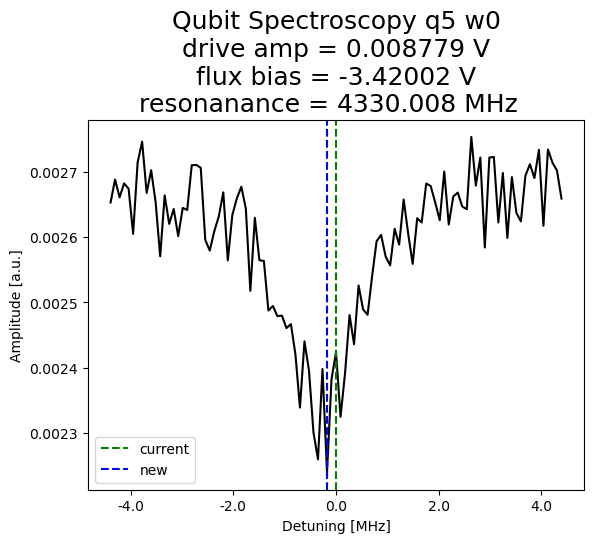 Qubit Spectroscopy q5 w0
drive amp = 0.008779 V
flux bias = -3.42002 V
resonanance = 4330.008 MHz
Amplitude [a.u.]
0.0027
0.0026
0.0025
0.0024
0.0023
current
new
-4.0
-2.0
0.0
2.0
4.0
Detuning [MHz]